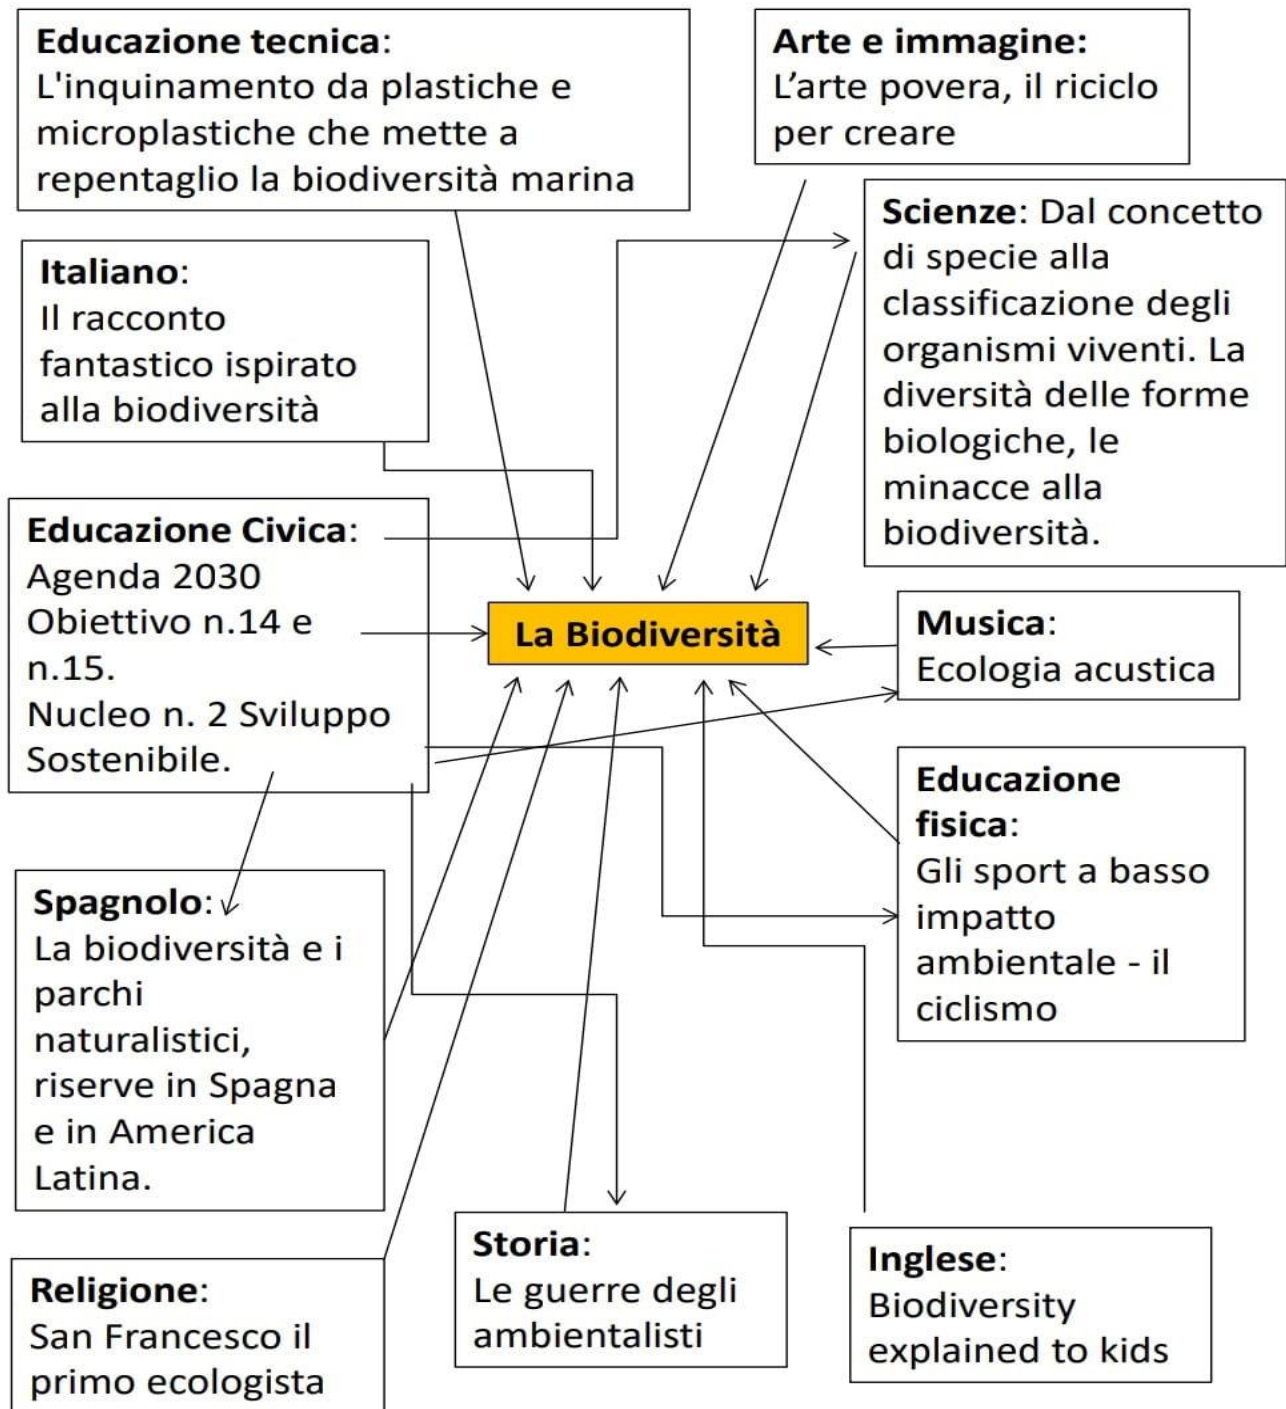 Educazione tecnica:
L'inquinamento da plastiche e
microplastiche che mette a
repentaglio la biodiversità marina
Arte e immagine:
L’arte povera, il riciclo
per creare
Italiano:
Il racconto
fantastico ispirato
alla biodiversità
Scienze: Dal concetto
di specie alla
classificazione degli
organismi viventi. La
diversità delle forme
biologiche, le
minacce alla
biodiversità.
Educazione Civica:
Agenda 2030
Obiettivo n.14 e
n.15.
Nucleo n. 2 Sviluppo
Sostenibile.
La Biodiversità
Musica:
Ecologia acustica
Educazione
fisica:
Gli sport a basso
impatto
ambientale - il
ciclismo
Spagnolo:
La biodiversità e i
parchi
naturalistici,
riserve in Spagna
e in America
Latina.
Religione:
San Francesco il
primo ecologista
Storia:
Le guerre degli
ambientalisti
Inglese:
Biodiversity
explained to kids